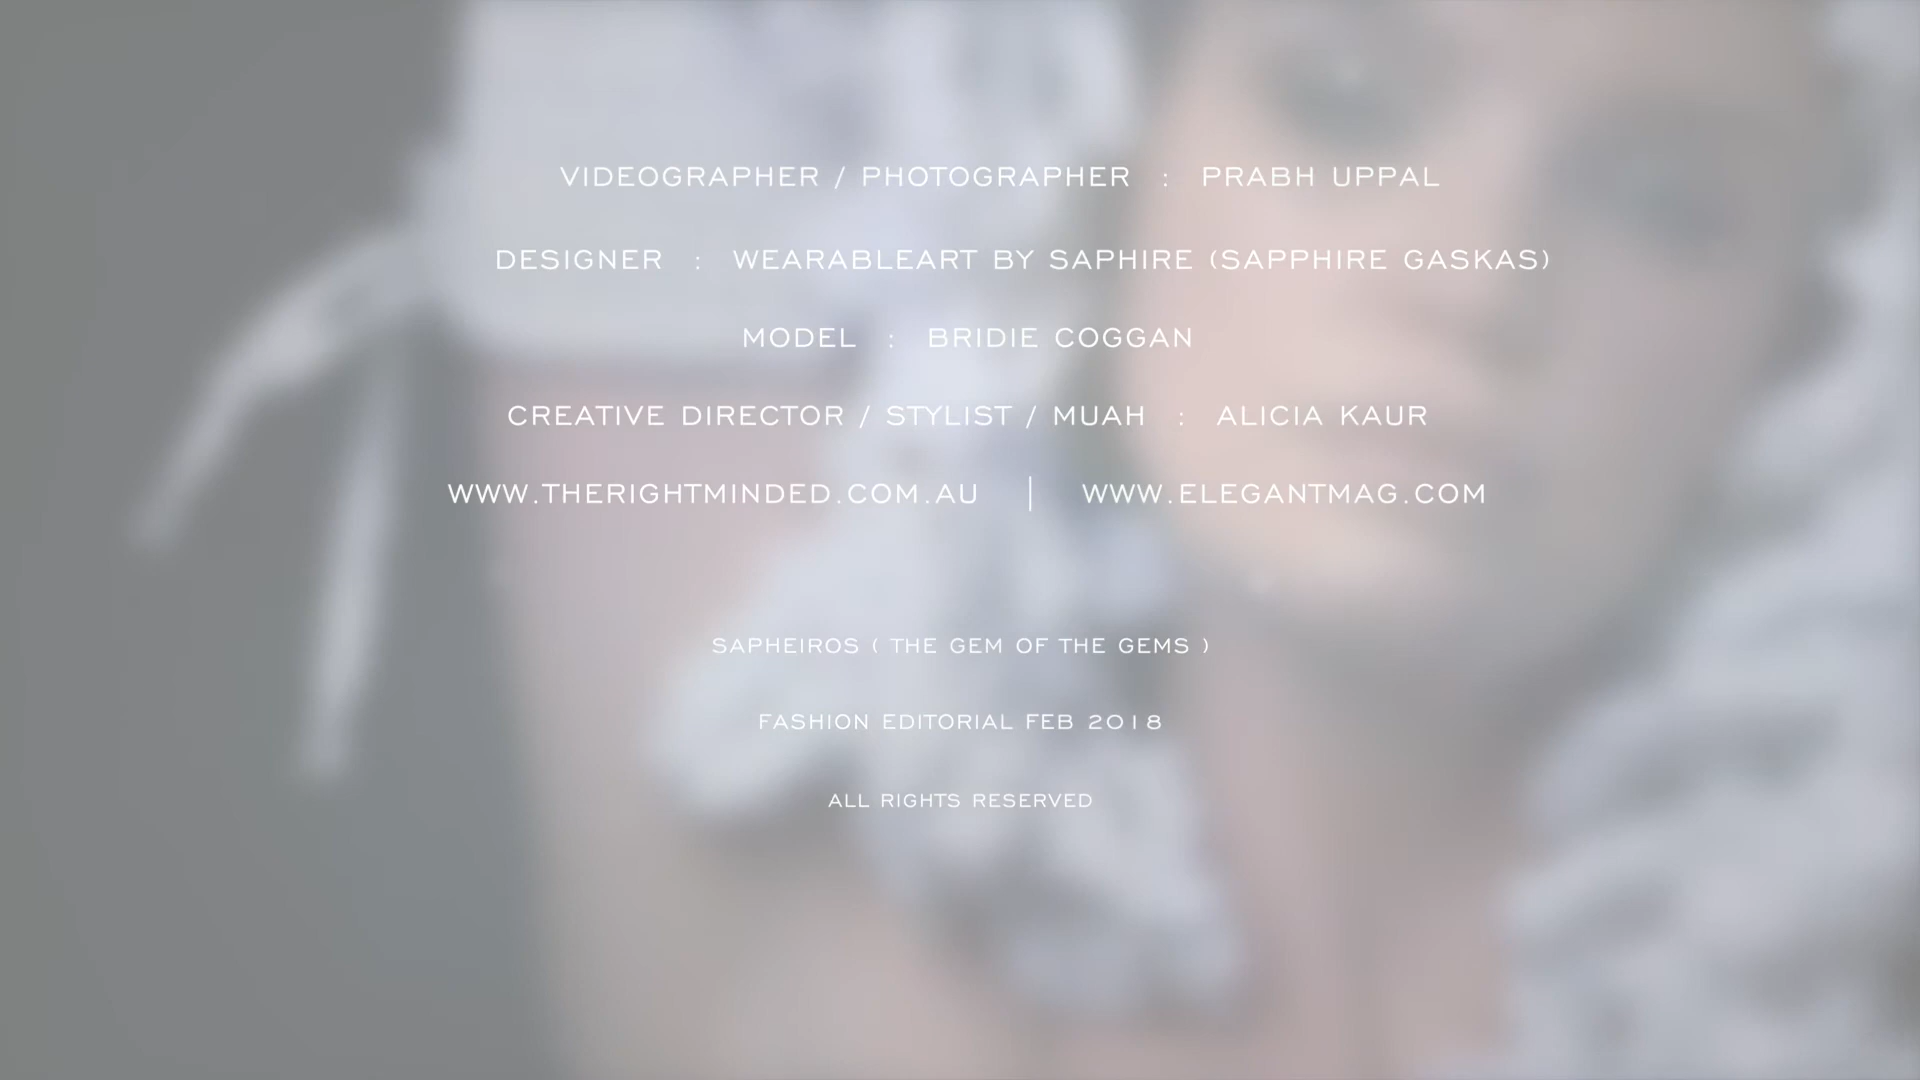 VIDEOGRAPHER / PHOTOGRAPHER : PRABH UPPAL
DESIGNER : WEARABLEART BY SAPHIRE (SAPPHIRE GASKAS)
MODEL : BRIDIE COGGAN
CREATIVE DIRECTOR / STYLIST / MUAH : ALICIA KAUR
WWW.THERIGHTMINDED.COM.AU | WWW.ELEGANTMAG.COM
SAPHEIROS ( THE GEM OF THE GEMS )
FASHION EDITORIAL FEB 2018
ALL RIGHTS RESERVED